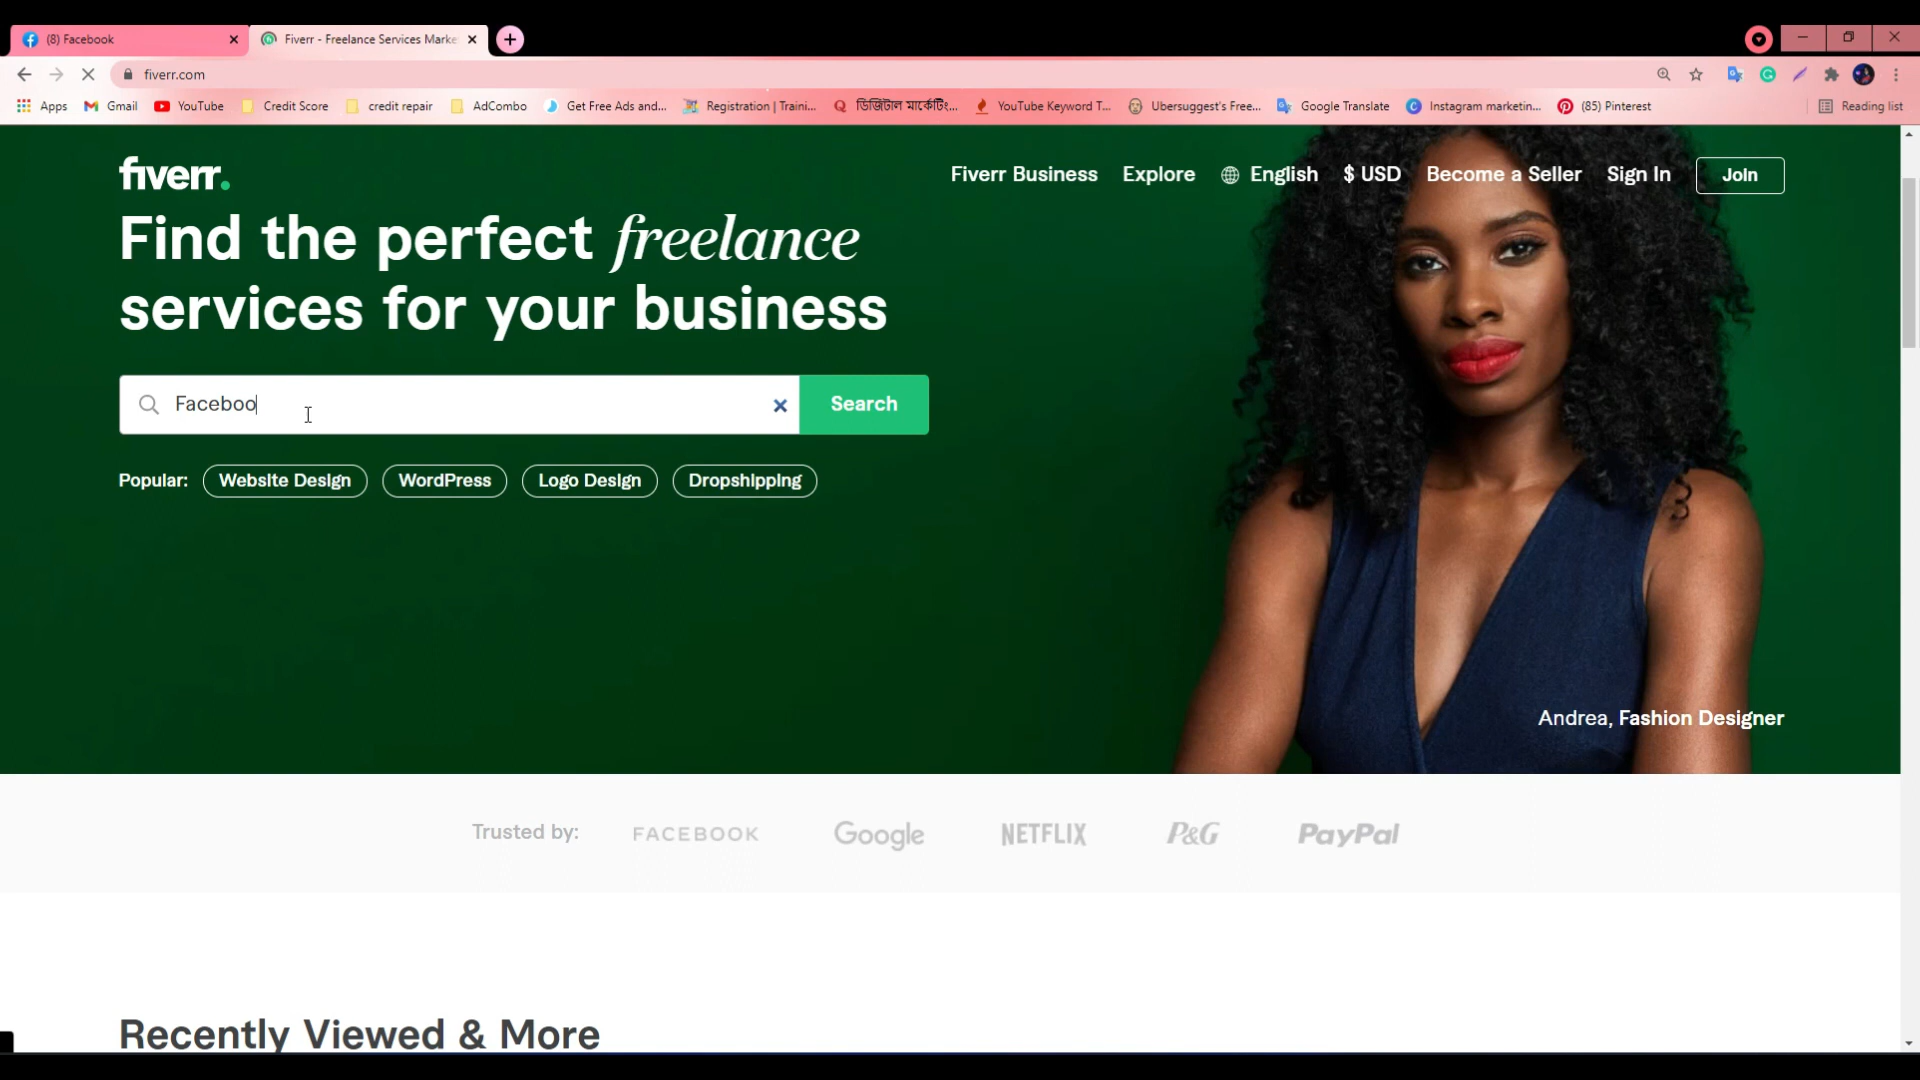 (8) Facebook
Fiverr - Freelance Services Marke
fiverr.com
Apps Gmail YouTube Credit Score credit repair AdCombo Get Free Ads and... Registration | Traini... ডিজিটাল মার্কেটিং... YouTube Keyword T... Ubersuggest's Free... Google Translate Instagram marketin... (85) Pinterest Reading list
fiverr.
Fiverr Business Explore English $ USD Become a Seller Sign In Join
Find the perfect freelance
services for your business
Faceboo
Search
Popular: Website Design WordPress Logo Design Dropshipping
Andrea, Fashion Designer
Trusted by: FACEBOOK Google NETFLIX P&G PayPal
Recently Viewed & More